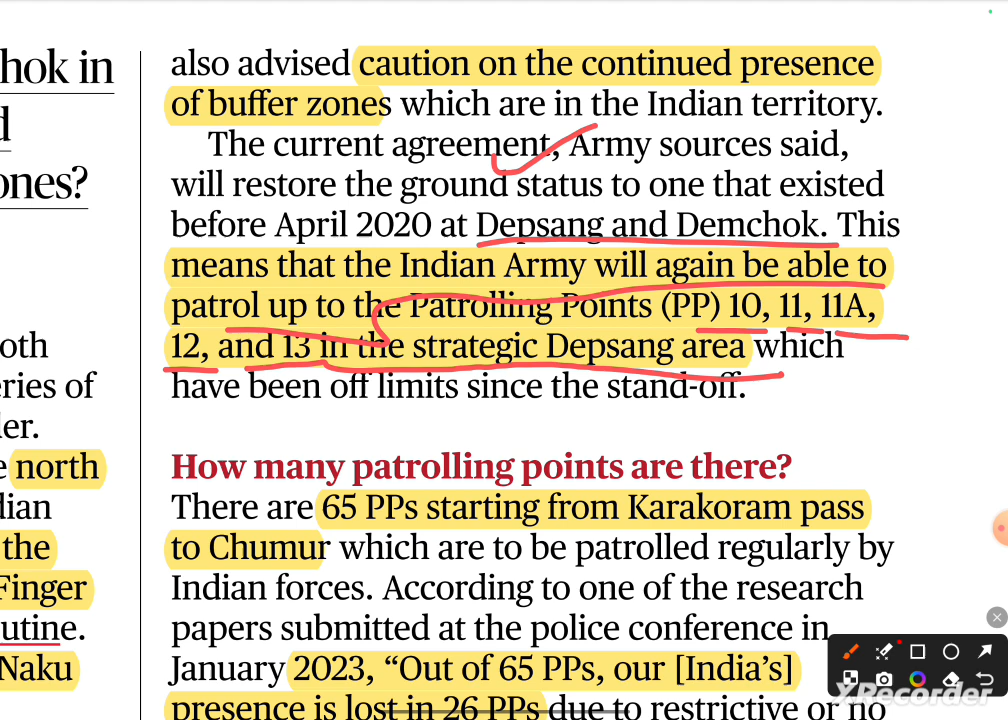 hok in
d
ones?
oth
eries of
ler.
e north
dian
the
Finger
utine.
Naku
also advised caution on the continued presence
of buffer zones which are in the Indian territory.
The current agreement, Army sources said,
will restore the ground status to one that existed
before April 2020 at Depsang and Demchok. This
means that the Indian Army will again be able to
patrol up to the Patrolling Points (PP) 10, 11, 11A,
12, and 13 in the strategic Depsang area which
have been off limits since the stand-off.
How many patrolling points are there?
There are 65 PPs starting from Karakoram pass
to Chumur which are to be patrolled regularly by
Indian forces. According to one of the research
papers submitted at the police conference in
January 2023, “Out of 65 PPs, our [India’s]
presence is lost in 26 PPs due to restrictive or no
XRecorder